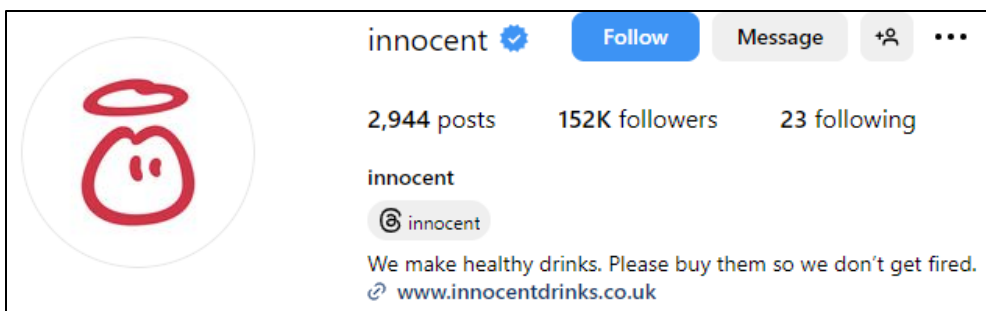 innocent Follow Message
2,944 posts 152K followers 23 following
innocent
innocent
We make healthy drinks. Please buy them so we don’t get fired.
www.innocentdrinks.co.uk